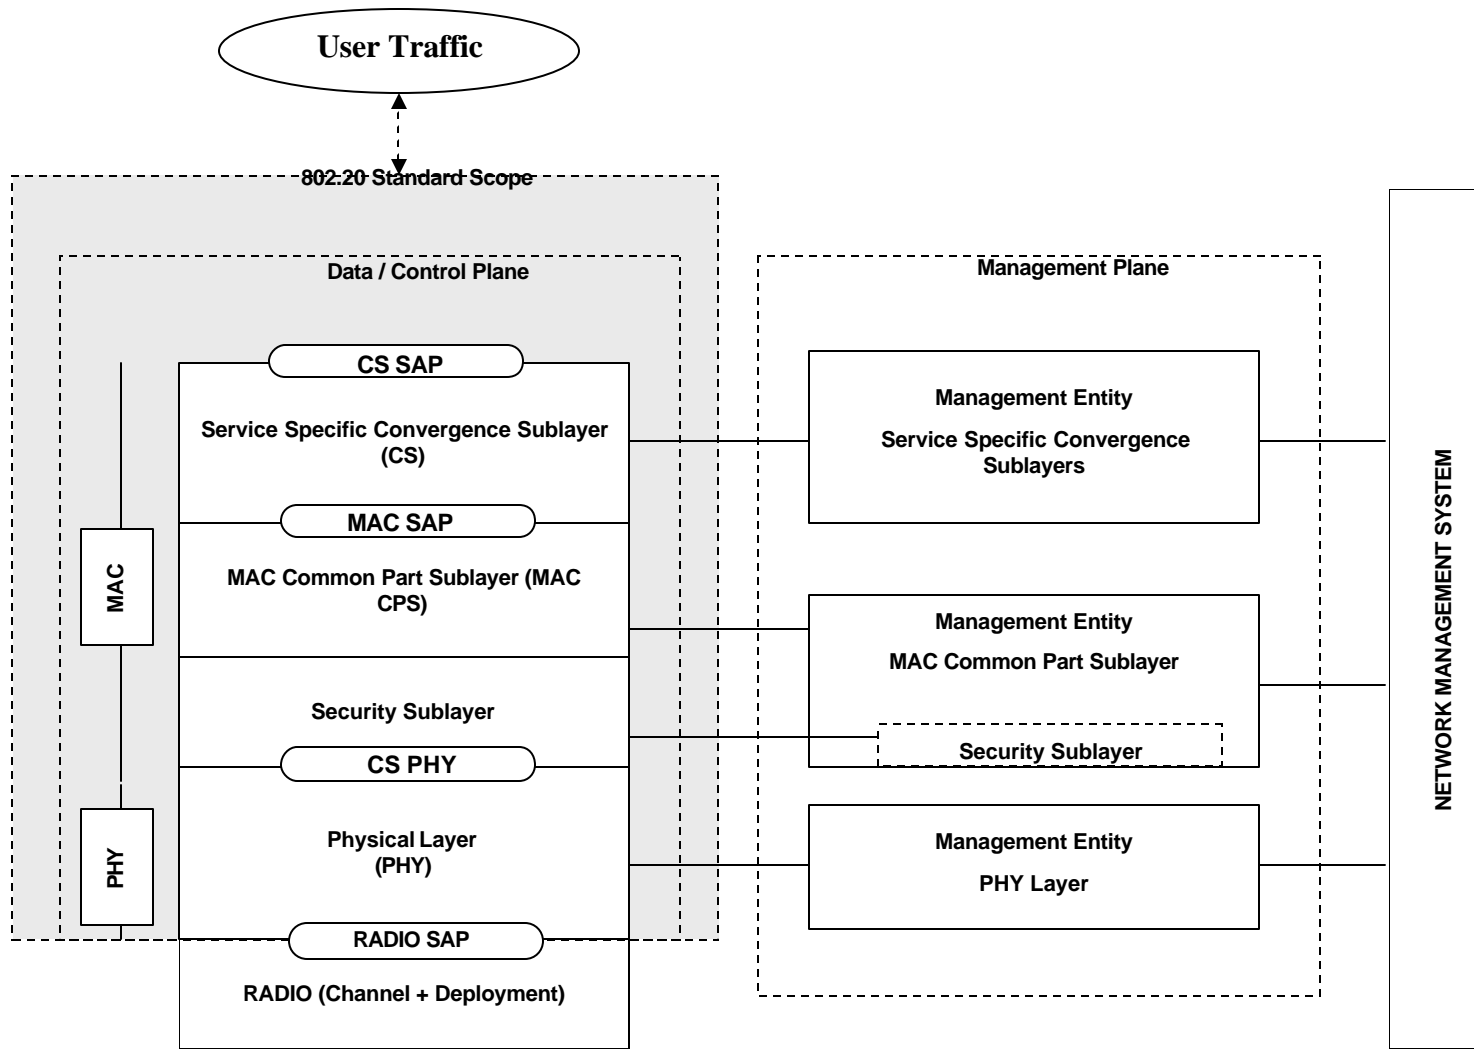 User Traffic
802.20 Standard Scope
Data / Control Plane
CS SAP
Service Specific Convergence Sublayer
(CS)
MAC SAP
MAC Common Part Sublayer (MAC
CPS)
MAC
Security Sublayer
CS PHY
Physical Layer
(PHY)
PHY
RADIO SAP
RADIO (Channel + Deployment)
Management Plane
Management Entity
Service Specific Convergence
Sublayers
Management Entity
MAC Common Part Sublayer
Security Sublayer
Management Entity
PHY Layer
NETWORK MANAGEMENT SYSTEM